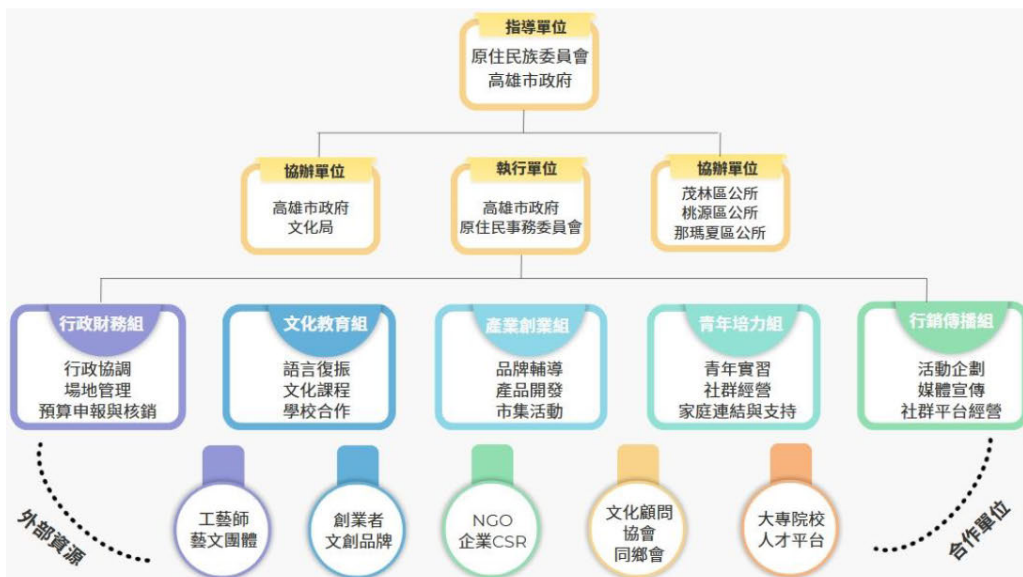 指導單位
原住民族委員會
高雄市政府
協辦單位
高雄市政府
文化局
執行單位
高雄市政府
原住民事務委員會
協辦單位
茂林區公所
桃源區公所
那瑪夏區公所
行政財務組
行政協調
場地管理
預算申報與核銷
文化教育組
語言復振
文化課程
學校合作
產業創業組
品牌輔導
產品開發
市集活動
青年培力組
青年實習
社群經營
家庭連結與支持
行銷傳播組
活動企劃
媒體宣傳
社群平台經營
外部資源
工藝師
藝文團體
創業者
文創品牌
NGO
企業CSR
文化顧問
協會
同鄉會
大專院校
人才平台
合作單位